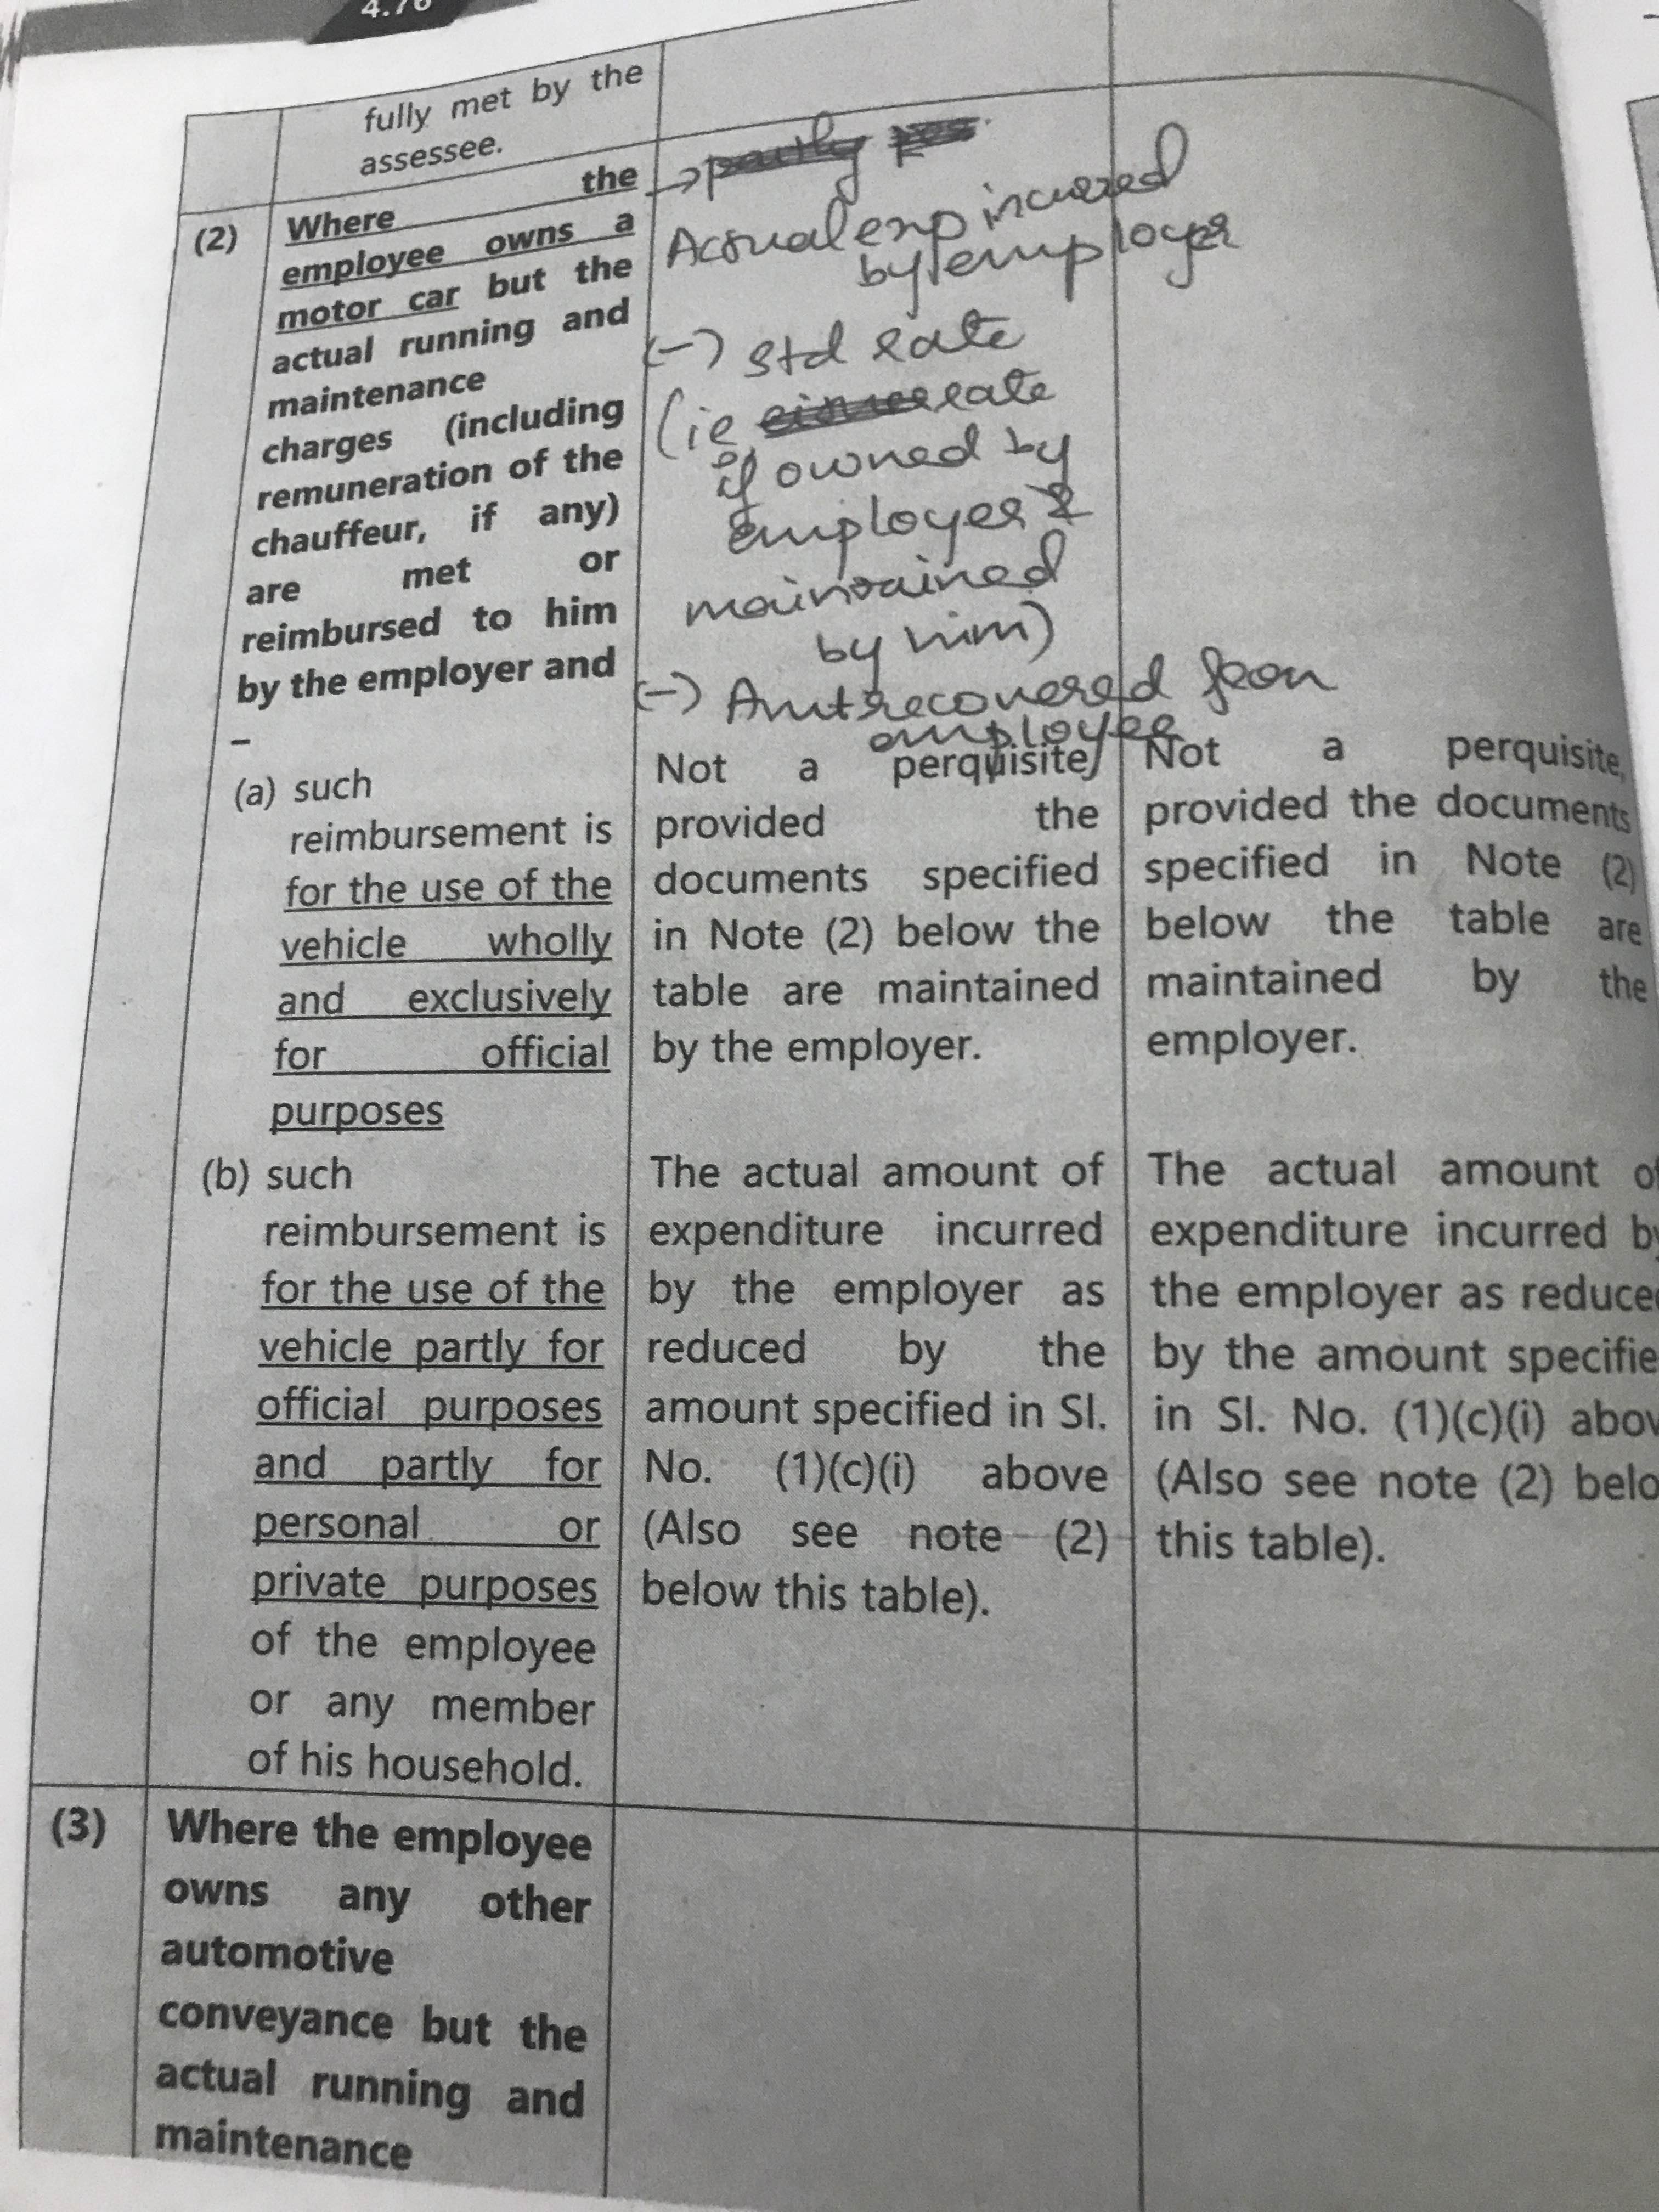 4.76
fully met by the
assessee.
(2)
Where the
employee owns a
motor car but the
actual running and
maintenance
charges (including
remuneration of the
chauffeur, if any)
are met or
reimbursed to him
by the employer and
–
→ partly
Actual exp incurred
by employer
(-) std rate
(ie rate
if owned by
employer &
maintained
by him)
(-) Amt recovered from
employee
(a) such
reimbursement is
for the use of the
vehicle wholly
and exclusively
for official
purposes
Not a perquisite,
provided the
documents specified
in Note (2) below the
table are maintained
by the employer.
Not a perquisite,
provided the documents
specified in Note (2)
below the table are
maintained by the
employer.
(b) such
reimbursement is
for the use of the
vehicle partly for
official purposes
and partly for
personal or
private purposes
of the employee
or any member
of his household.
The actual amount of
expenditure incurred
by the employer as
reduced by the
amount specified in Sl.
No. (1)(c)(i) above
(Also see note (2)
below this table).
The actual amount of
expenditure incurred by
the employer as reduce
by the amount specifie
in Sl. No. (1)(c)(i) abov
(Also see note (2) belo
this table).
(3)
Where the employee
owns any other
automotive
conveyance but the
actual running and
maintenance